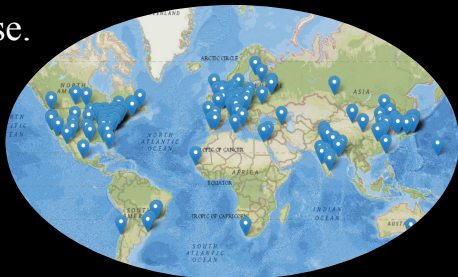 se.
ARCTIC CIRCLE
NORTH
ASIA
NORTH
ATLANTIC
OCEAN
TROPIC OF CANCER
AFRICA
EQUATOR
SOUTH
INDIAN
OCEAN
TROPIC OF CAPRICORN
SOUTH
ATLANTIC
OCEAN